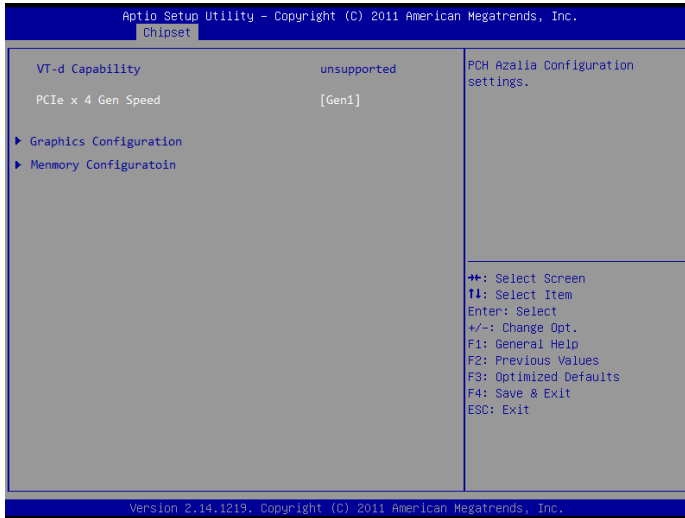 Aptio Setup Utility – Copyright (C) 2011 American Megatrends, Inc.
Chipset
VT-d Capability unsupported
PCIe x 4 Gen Speed [Gen1]
Graphics Configuration
Menmory Configuratoin
PCH Azalia Configuration
settings.
→←: Select Screen
↑↓: Select Item
Enter: Select
+/-: Change Opt.
F1: General Help
F2: Previous Values
F3: Optimized Defaults
F4: Save & Exit
ESC: Exit
Version 2.14.1219. Copyright (C) 2011 American Megatrends, Inc.